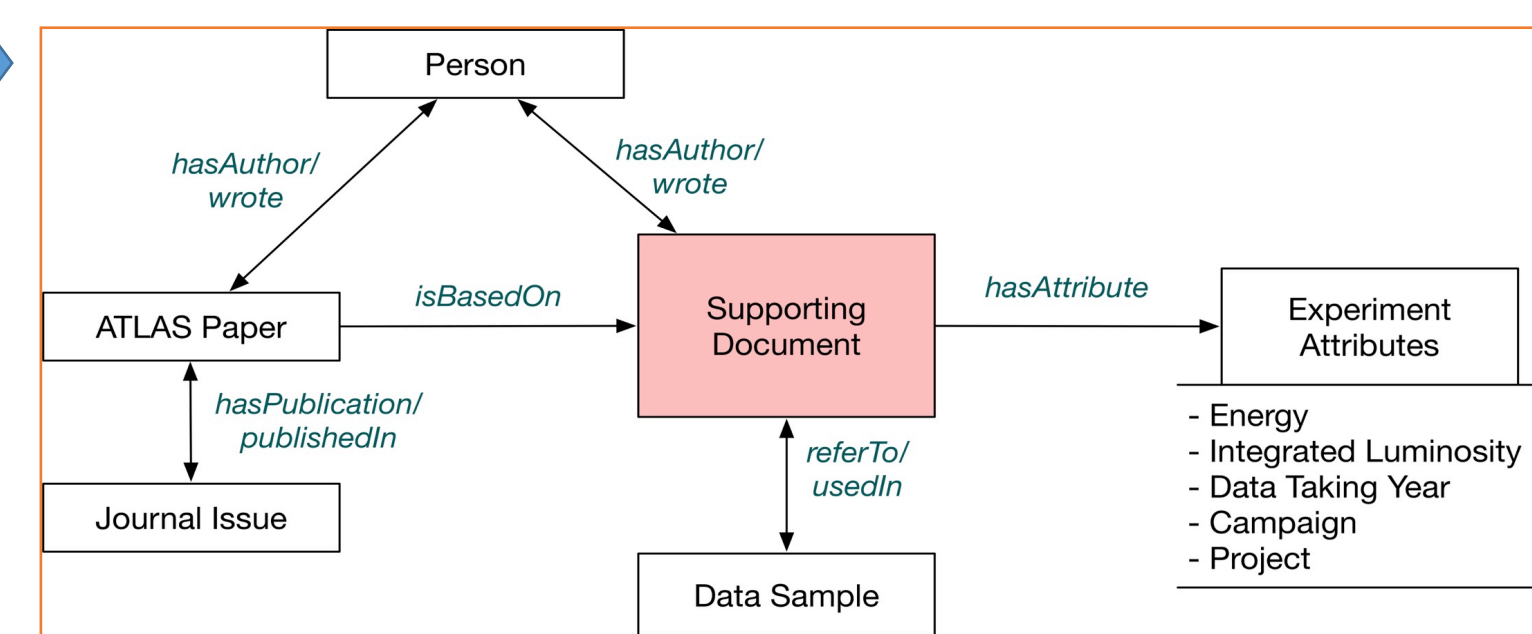 Person
hasAuthor/
wrote
hasAuthor/
wrote
ATLAS Paper
isBasedOn
Supporting
Document
hasAttribute
Experiment
Attributes
hasPublication/
publishedIn
- Energy
- Integrated Luminosity
- Data Taking Year
- Campaign
- Project
referTo/
usedIn
Journal Issue
Data Sample